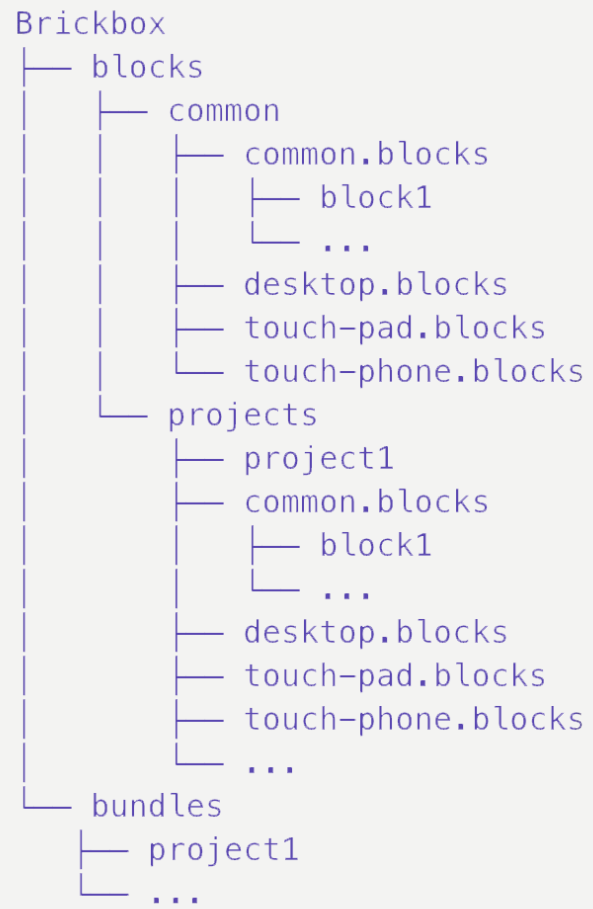 Brickbox
├── blocks
│   ├── common
│   │   ├── common.blocks
│   │   │   ├── block1
│   │   │   └── ...
│   │   ├── desktop.blocks
│   │   ├── touch-pad.blocks
│   │   └── touch-phone.blocks
│   └── projects
│       ├── project1
│       ├── common.blocks
│       │   ├── block1
│       │   └── ...
│       ├── desktop.blocks
│       ├── touch-pad.blocks
│       ├── touch-phone.blocks
│       └── ...
└── bundles
    ├── project1
    └── ...